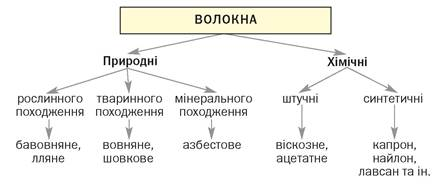 ВОЛОКНА
Природні
Хімічні
рослинного
походження
тваринного
походження
мінерального
походження
штучні
синтетичні
бавовняне,
лляне
вовняне,
шовкове
азбестове
віскозне,
ацетатне
капрон,
найлон,
лавсан та ін.